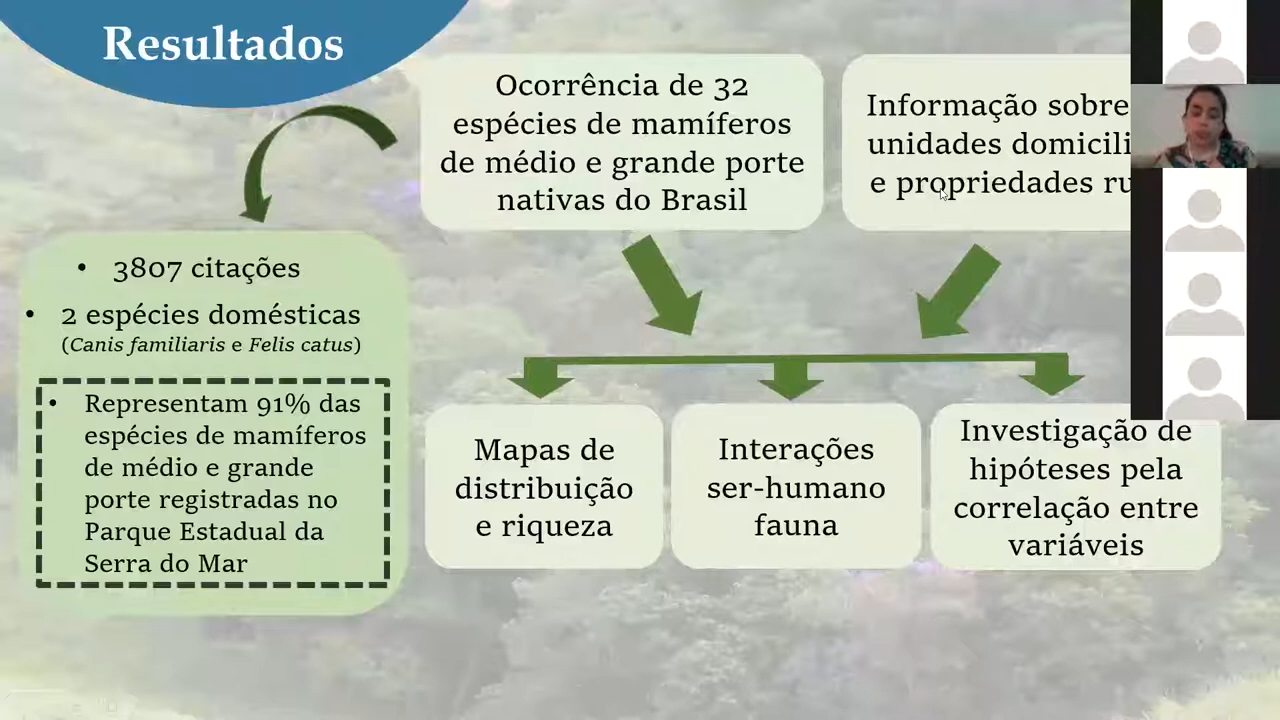 Resultados
Ocorrência de 32
espécies de mamíferos
de médio e grande porte
nativas do Brasil
Informação sobre
unidades
e propriedades
• 3807 citações
• 2 espécies domésticas
(Canis familiaris e Felis catus)
• Representam 91% das
espécies de mamíferos
de médio e grande
porte registradas no
Parque Estadual da
Serra do Mar
Mapas de
distribuição
e riqueza
Interações
ser-humano
fauna
Investigação de
hipóteses pela
correlação entre
variáveis